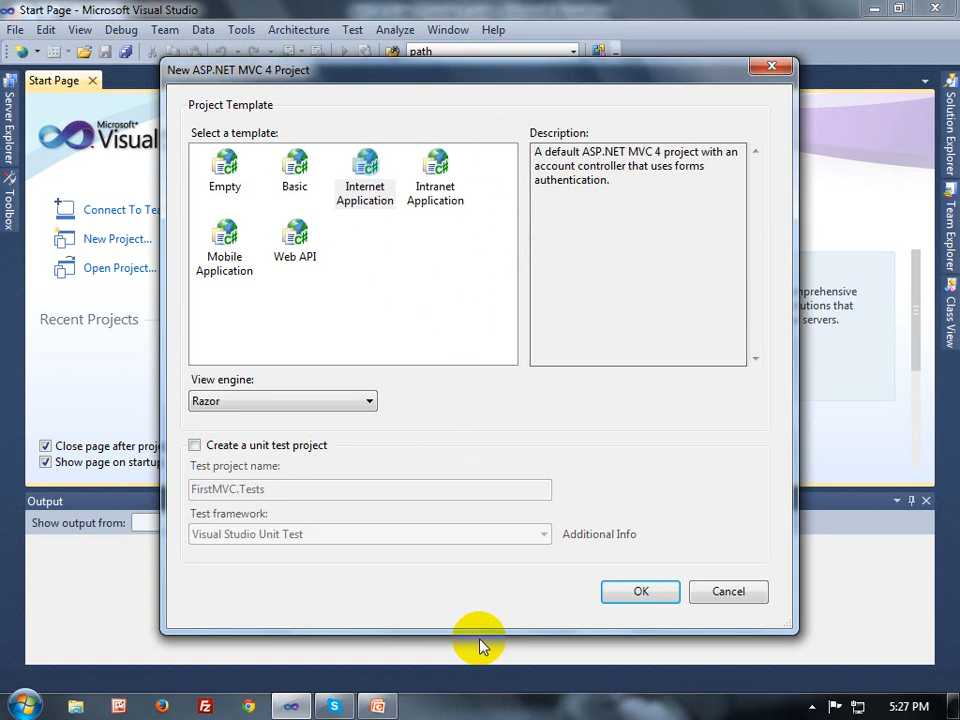 Start Page - Microsoft Visual Studio
File Edit View Debug Team Data Tools Architecture Test Analyze Window Help
path
New ASP.NET MVC 4 Project
Start Page
Server Explorer
Toolbox
Solution Explorer
Team Explorer
Class View
Microsoft®
Visual
Connect To Tea
New Project...
Open Project...
Recent Projects
Close page after proj
Show page on startup
mprehensive
utions that
servers.
Project Template
Select a template:
Description:
Empty
Basic
Internet
Application
Intranet
Application
Mobile
Application
Web API
A default ASP.NET MVC 4 project with an
account controller that uses forms
authentication.
View engine:
Razor
Create a unit test project
Test project name:
FirstMVC.Tests
Test framework:
Visual Studio Unit Test
Additional Info
OK
Cancel
Output
Show output from:
5:27 PM